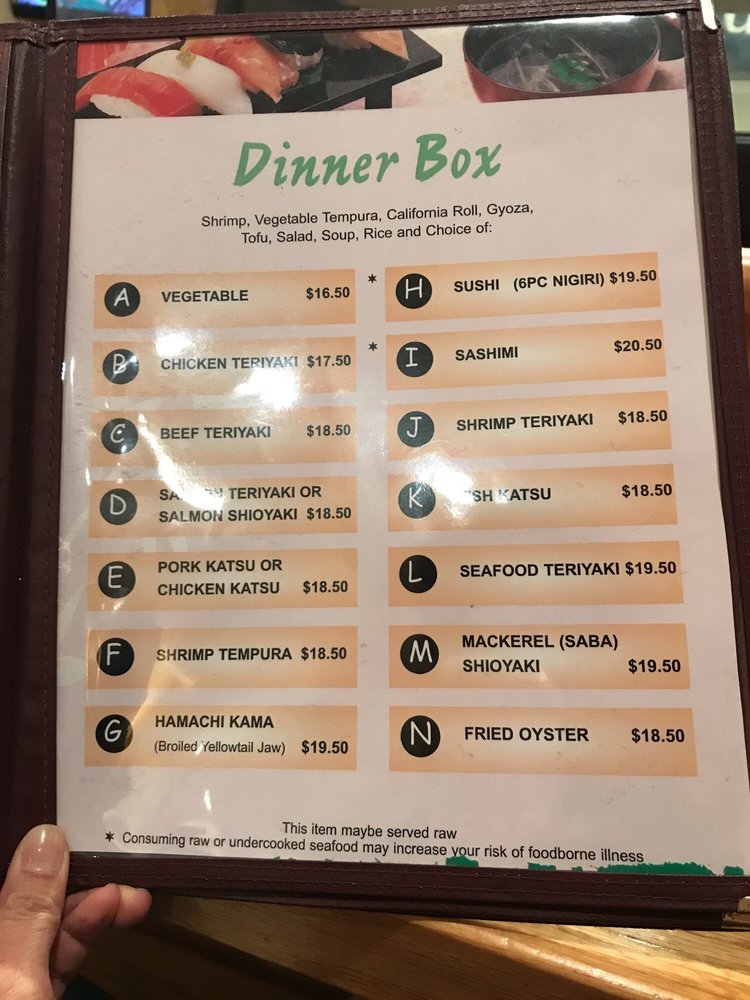 Dinner Box
Shrimp, Vegetable Tempura, California Roll, Gyoza,
Tofu, Salad, Soup, Rice and Choice of:
A VEGETABLE $16.50
B CHICKEN TERIYAKI $17.50
C BEEF TERIYAKI $18.50
D TERIYAKI OR
SALMON SHIOYAKI $18.50
E PORK KATSU OR
CHICKEN KATSU $18.50
F SHRIMP TEMPURA $18.50
G HAMACHI KAMA
(Broiled Yellowtail Jaw) $19.50
* H SUSHI (6PC NIGIRI) $19.50
* I SASHIMI $20.50
J SHRIMP TERIYAKI $18.50
K KATSU $18.50
L SEAFOOD TERIYAKI $19.50
M MACKEREL (SABA)
SHIOYAKI $19.50
N FRIED OYSTER $18.50
This item maybe served raw
* Consuming raw or undercooked seafood may increase your risk of foodborne illness